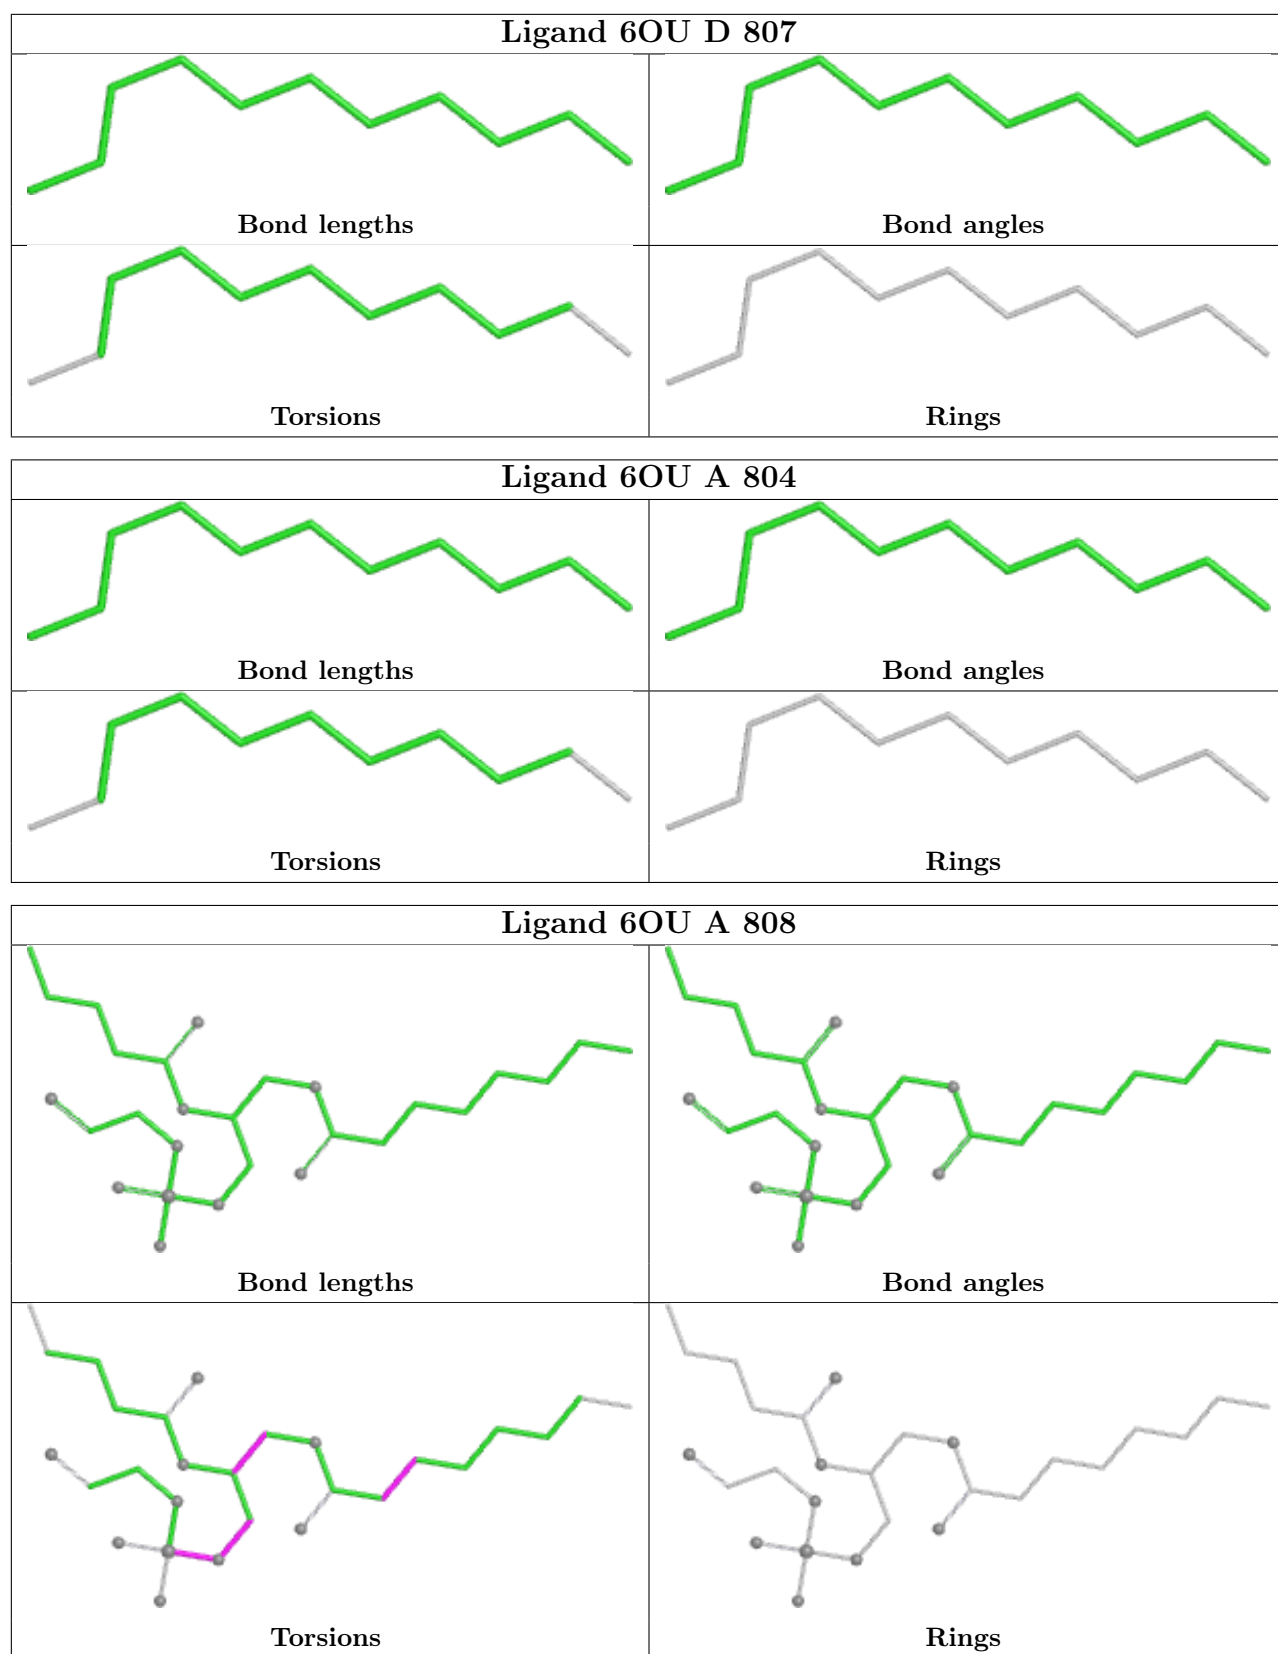 Ligand 6OU D 807
Bond lengths
Bond angles
Torsions
Rings
Ligand 6OU A 804
Bond lengths
Bond angles
Torsions
Rings
Ligand 6OU A 808
Bond lengths
Bond angles
Torsions
Rings